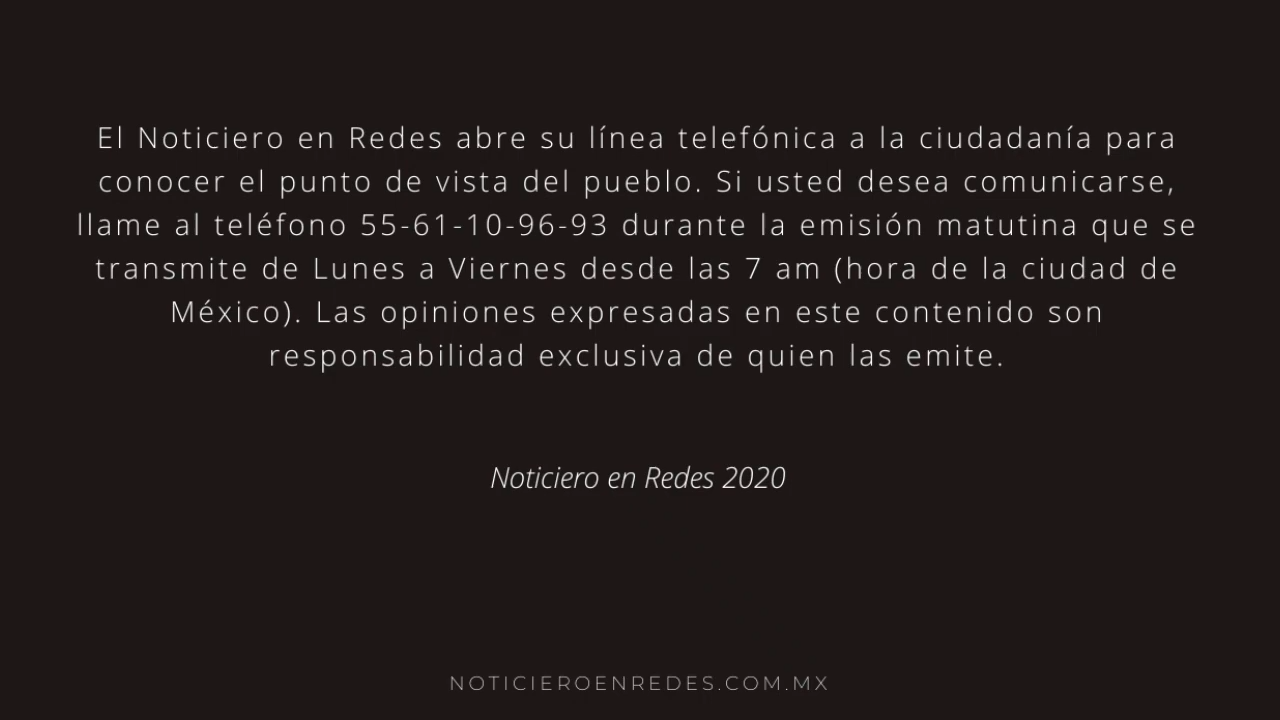 El Noticiero en Redes abre su línea telefónica a la ciudadanía para
conocer el punto de vista del pueblo. Si usted desea comunicarse,
llame al teléfono 55-61-10-96-93 durante la emisión matutina que se
transmite de Lunes a Viernes desde las 7 am (hora de la ciudad de
México). Las opiniones expresadas en este contenido son
responsabilidad exclusiva de quien las emite.
Noticiero en Redes 2020
NOTICIEROENREDES.COM.MX